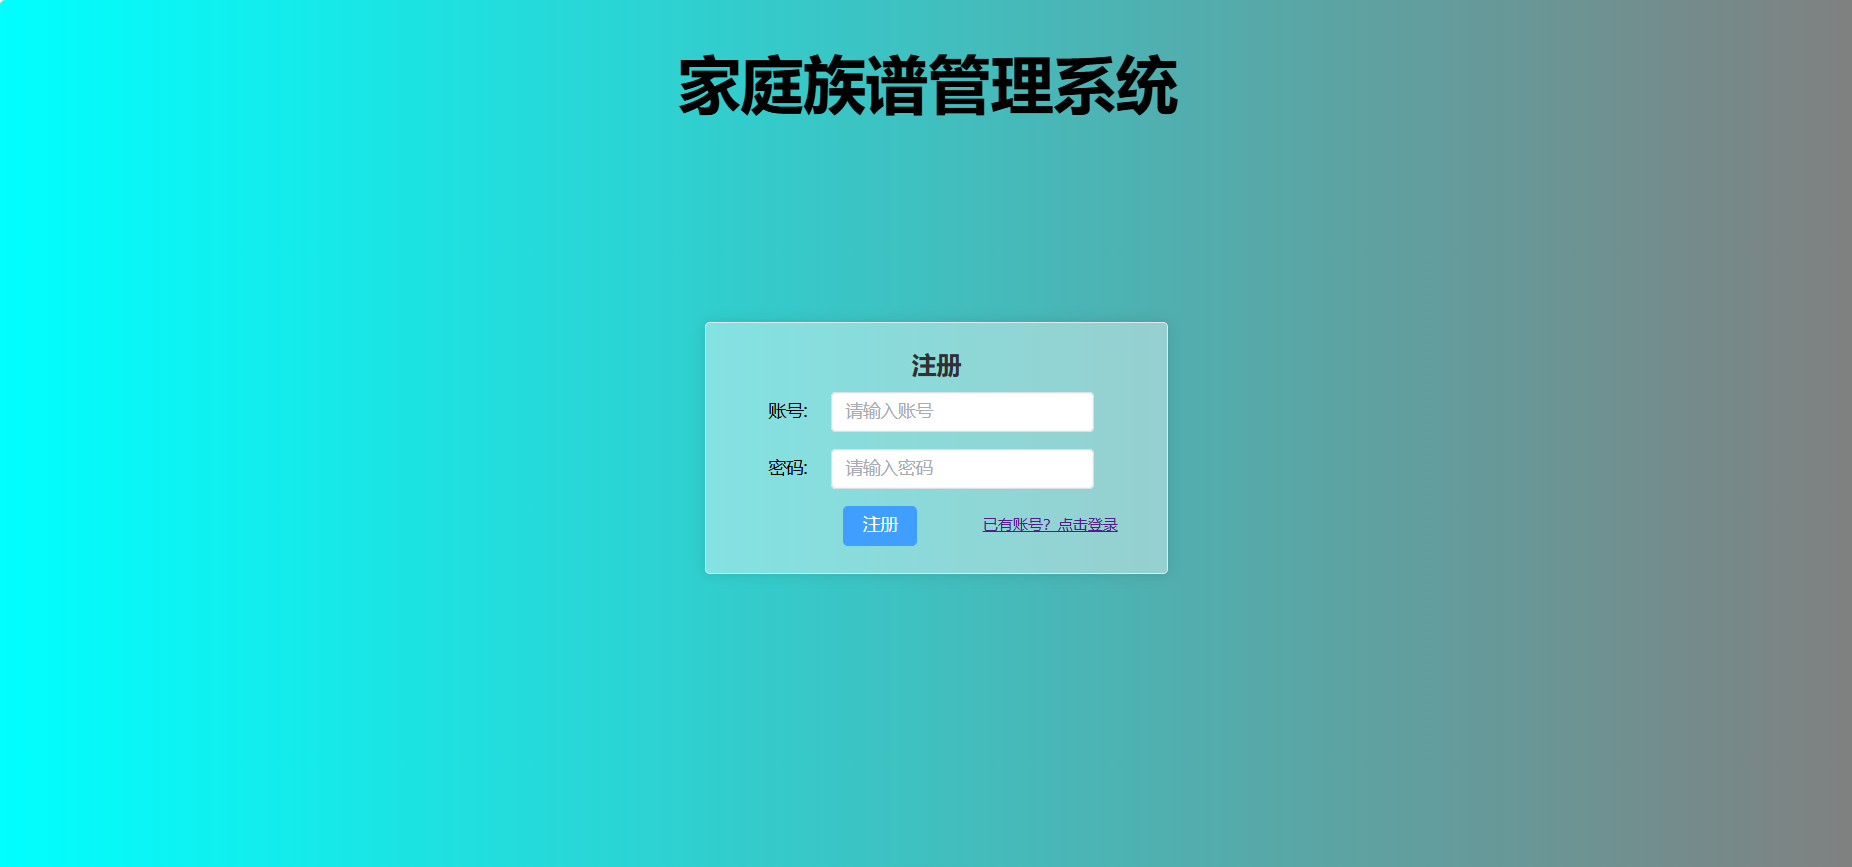 家庭族谱管理系统
注册
账号:
请输入账号
密码:
请输入密码
注册
已有账号？点击登录